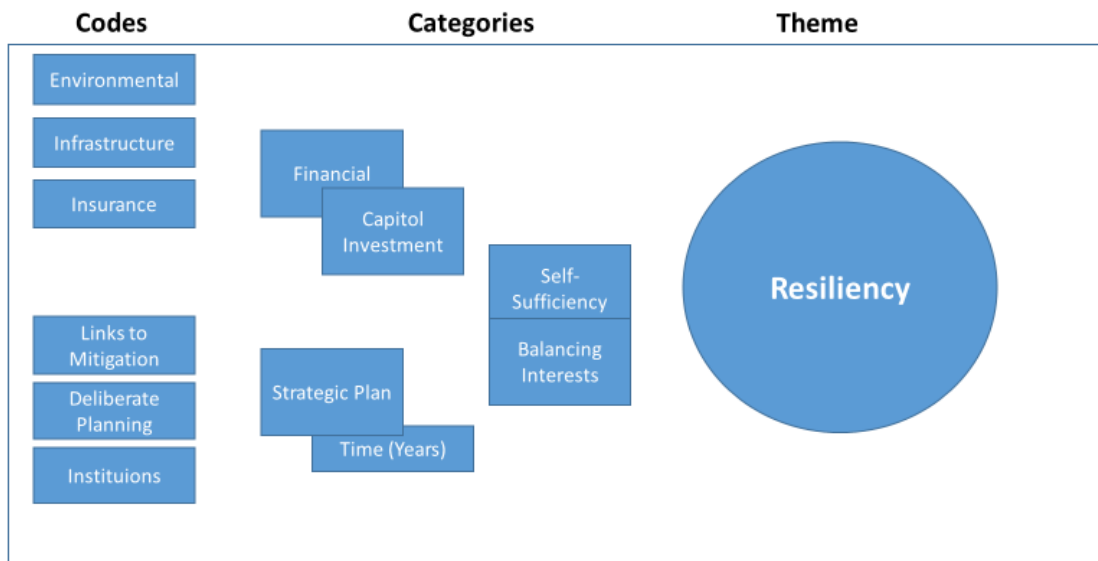 Codes
Categories
Theme
Environmental
Infrastructure
Insurance
Links to
Mitigation
Deliberate
Planning
Instituions
Financial
Capitol
Investment
Strategic Plan
Time (Years)
Self-
Sufficiency
Balancing
Interests
Resiliency